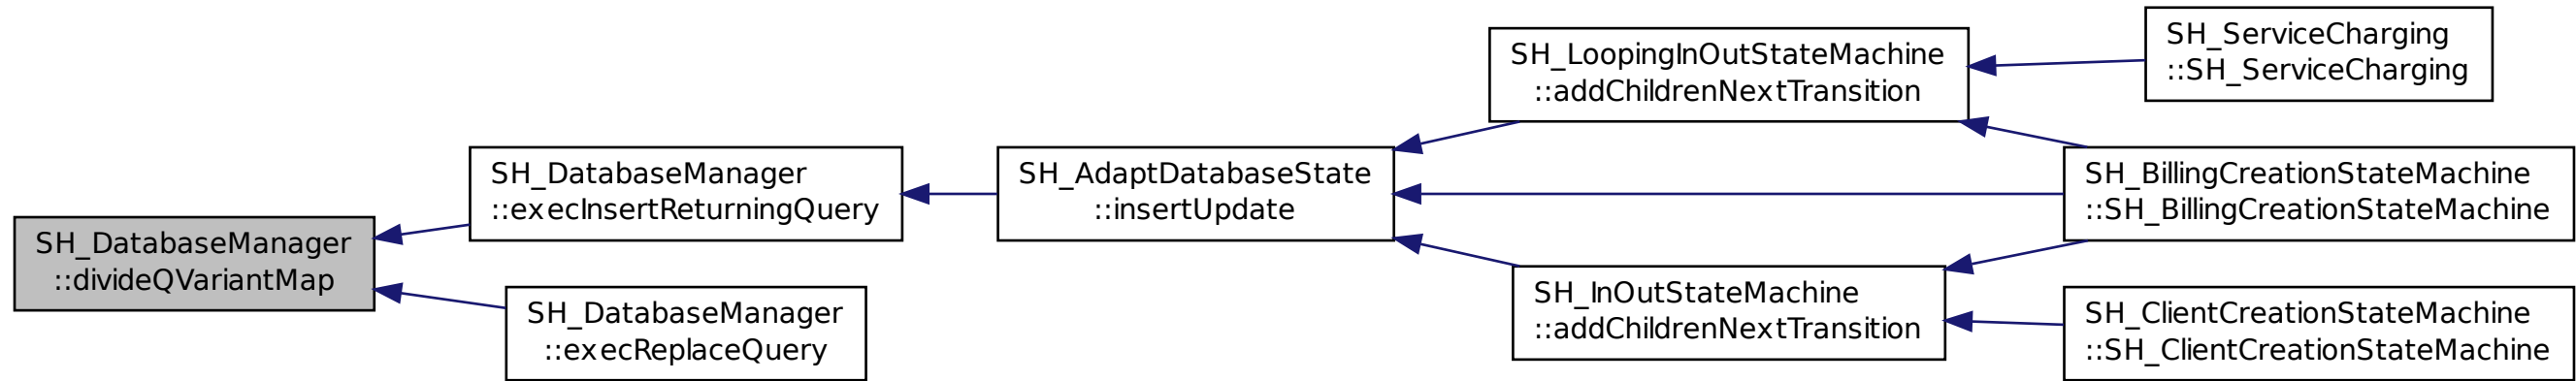 SH_DatabaseManager
::divideQVariantMap
SH_DatabaseManager
::execInsertReturningQuery
SH_DatabaseManager
::execReplaceQuery
SH_AdaptDatabaseState
::insertUpdate
SH_LoopingInOutStateMachine
::addChildrenNextTransition
SH_InOutStateMachine
::addChildrenNextTransition
SH_ServiceCharging
::SH_ServiceCharging
SH_BillingCreationStateMachine
::SH_BillingCreationStateMachine
SH_ClientCreationStateMachine
::SH_ClientCreationStateMachine